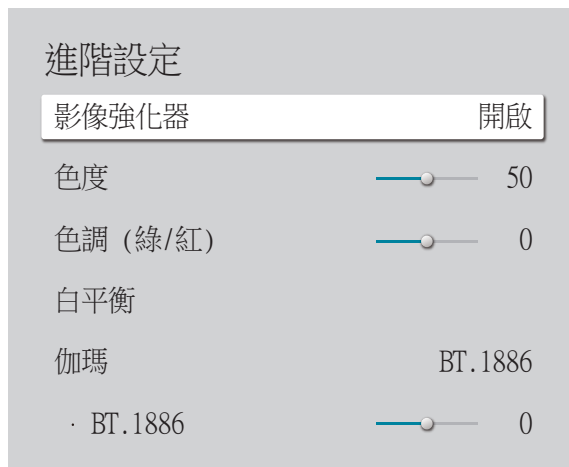 進階設定
影像強化器 開啟
色度 50
色調 (綠/紅) 0
白平衡
伽瑪 BT.1886
· BT.1886 0